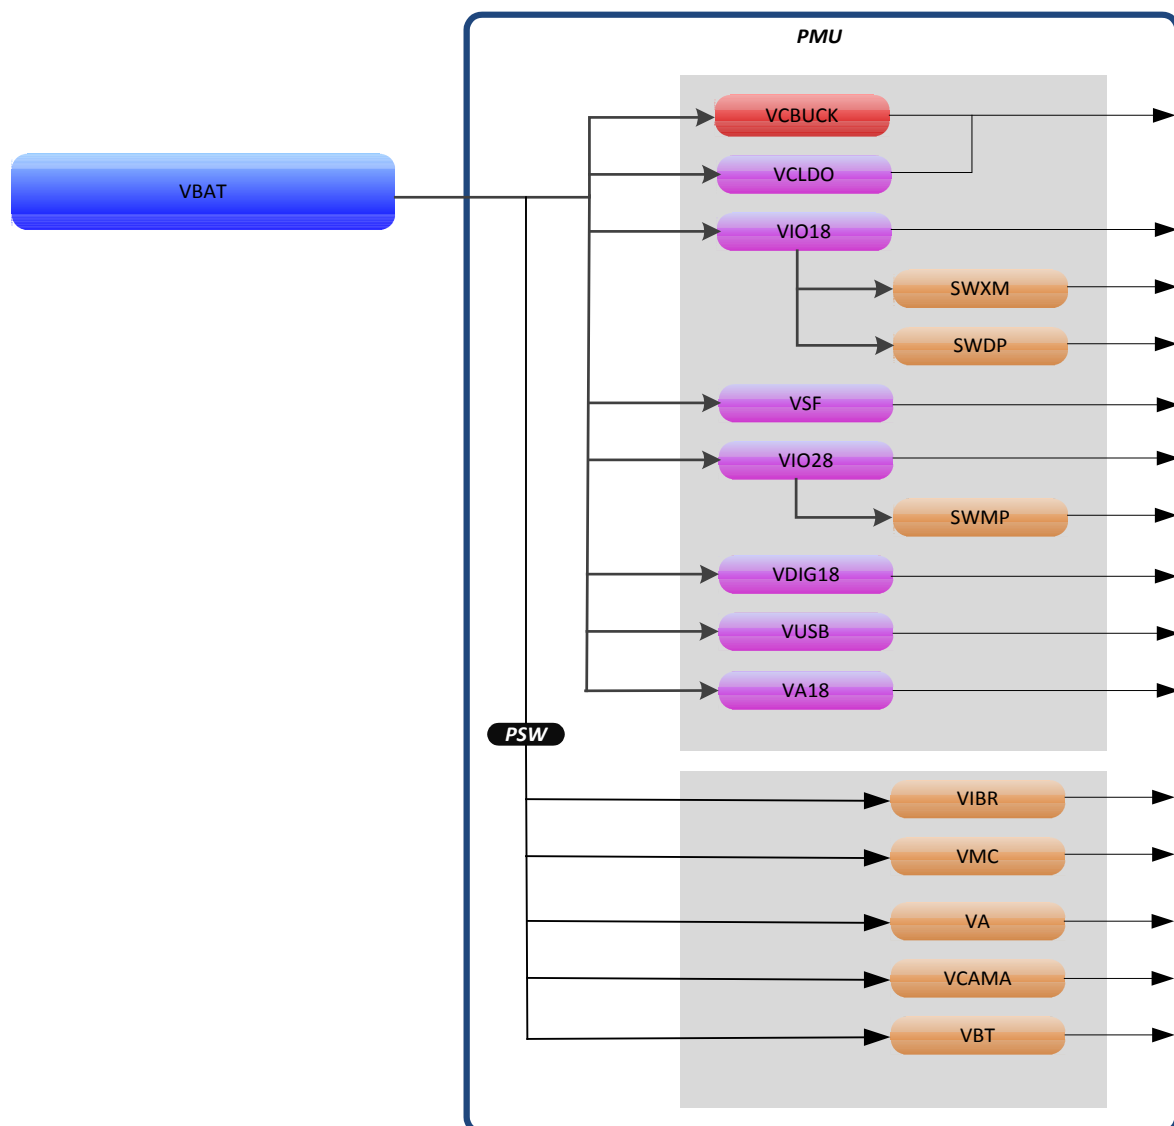 PMU
VCBUCK
VBAT
VCLDO
VIO18
SWXM
SWDP
VSF
VIO28
SWMP
VDIG18
VUSB
VA18
PSW
VIBR
VMC
VA
VCAMA
VBT